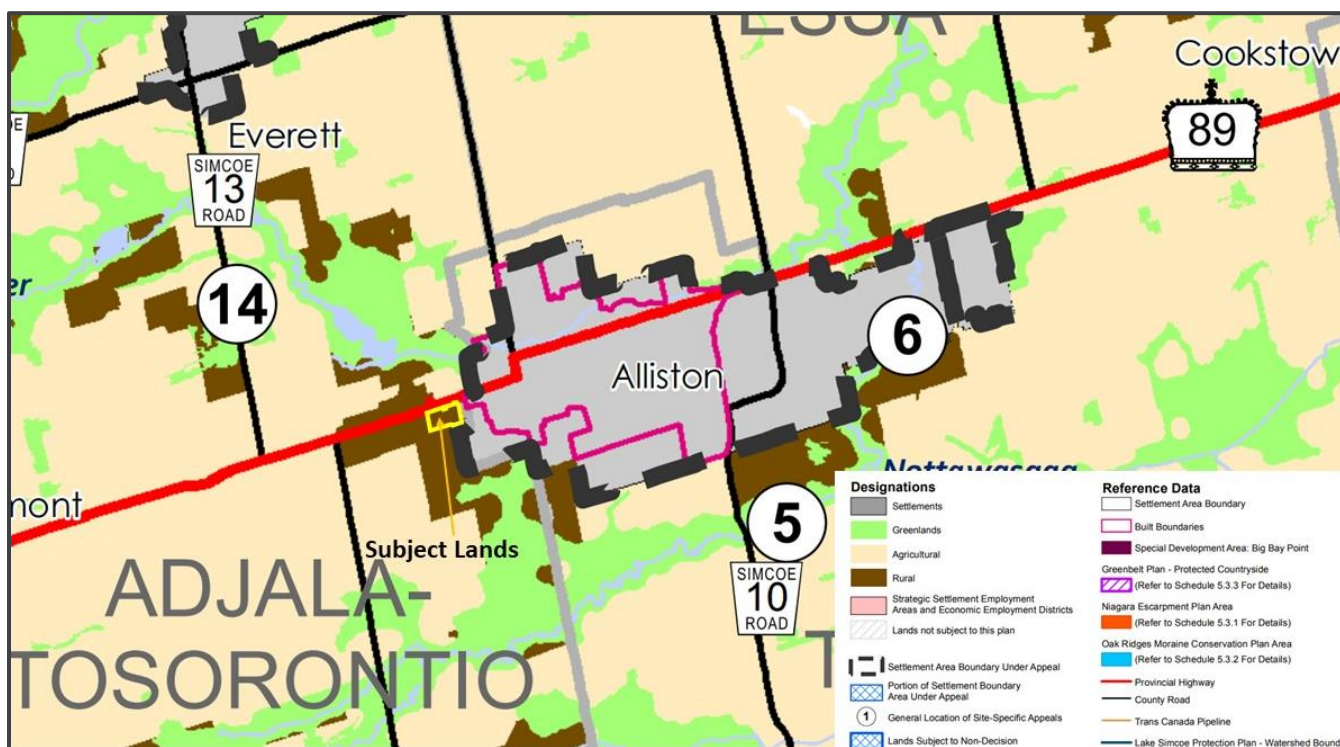 ESSA
Cookstow
89
Everett
SIMCOE
13
ROAD
14
er
Alliston
6
mont
Subject Lands
Nottawasaga
5
SIMCOE
10
ROAD
ADJALA-
TOSORONTIO
T
Designations
Settlements
Greenlands
Agricultural
Rural
Strategic Settlement Employment
Areas and Economic Employment Districts
Lands not subject to this plan
Settlement Area Boundary Under Appeal
Portion of Settlement Boundary
Area Under Appeal
1 General Location of Site-Specific Appeals
Lands Subject to Non-Decision
Reference Data
Settlement Area Boundary
Built Boundaries
Special Development Area: Big Bay Point
Greenbelt Plan - Protected Countryside
(Refer to Schedule 5.3.3 For Details)
Niagara Escarpment Plan Area
(Refer to Schedule 5.3.1 For Details)
Oak Ridges Moraine Conservation Plan Area
(Refer to Schedule 5.3.2 For Details)
Provincial Highway
County Road
Trans Canada Pipeline
Lake Simcoe Protection Plan - Watershed Bound